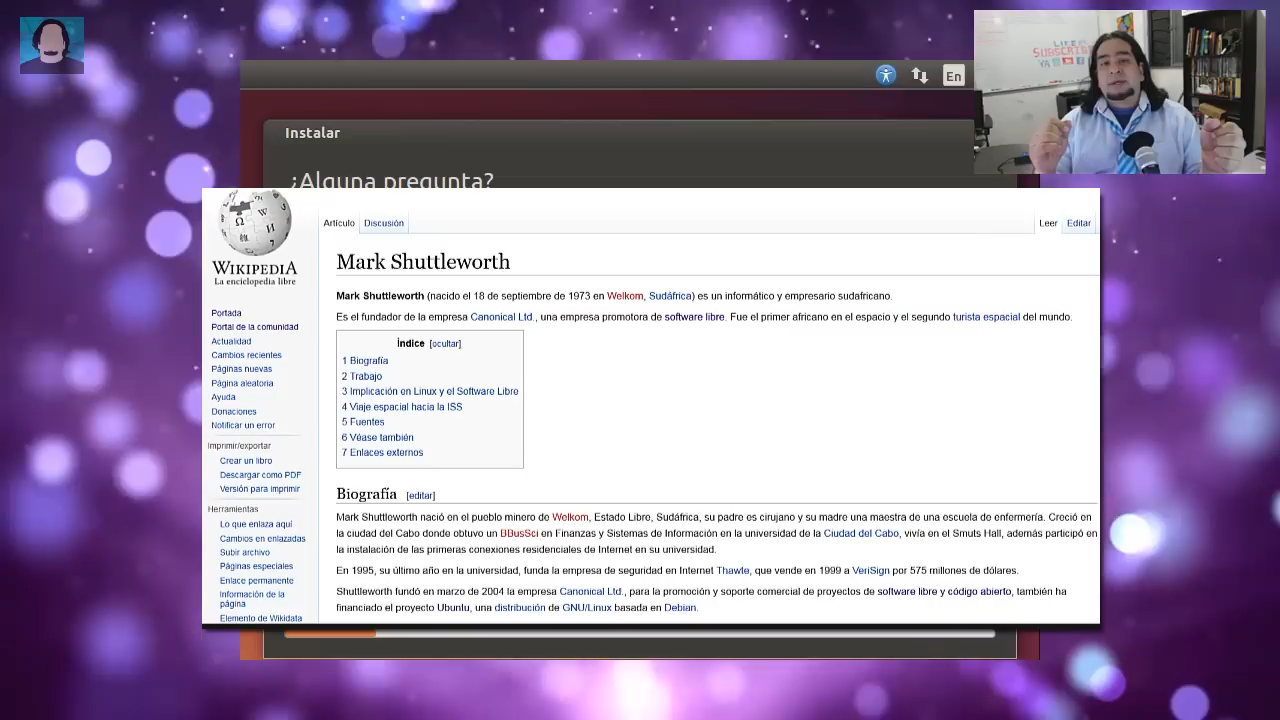 En
LIKE
SUBSCRIBE
YA
Instalar
¿Alguna pregunta?
WIKIPEDIA
La enciclopedia libre
Portada
Portal de la comunidad
Actualidad
Cambios recientes
Páginas nuevas
Página aleatoria
Ayuda
Donaciones
Notificar un error
Imprimir/exportar
Crear un libro
Descargar como PDF
Versión para imprimir
Herramientas
Lo que enlaza aquí
Cambios en enlazadas
Subir archivo
Páginas especiales
Enlace permanente
Información de la
página
Elemento de Wikidata
Artículo Discusión Leer Editar
Mark Shuttleworth
Mark Shuttleworth (nacido el 18 de septiembre de 1973 en Welkom, Sudáfrica) es un informático y empresario sudafricano.
Es el fundador de la empresa Canonical Ltd., una empresa promotora de software libre. Fue el primer africano en el espacio y el segundo turista espacial del mundo.
Índice [ocultar]
1 Biografía
2 Trabajo
3 Implicación en Linux y el Software Libre
4 Viaje espacial hacia la ISS
5 Fuentes
6 Véase también
7 Enlaces externos
Biografía [editar]
Mark Shuttleworth nació en el pueblo minero de Welkom, Estado Libre, Sudáfrica, su padre es cirujano y su madre una maestra de una escuela de enfermería. Creció en
la ciudad del Cabo donde obtuvo un BBusSci en Finanzas y Sistemas de Información en la universidad de la Ciudad del Cabo, vivía en el Smuts Hall, además participó en
la instalación de las primeras conexiones residenciales de Internet en su universidad.
En 1995, su último año en la universidad, funda la empresa de seguridad en Internet Thawte, que vende en 1999 a VeriSign por 575 millones de dólares.
Shuttleworth fundó en marzo de 2004 la empresa Canonical Ltd., para la promoción y soporte comercial de proyectos de software libre y código abierto, también ha
financiado el proyecto Ubuntu, una distribución de GNU/Linux basada en Debian.